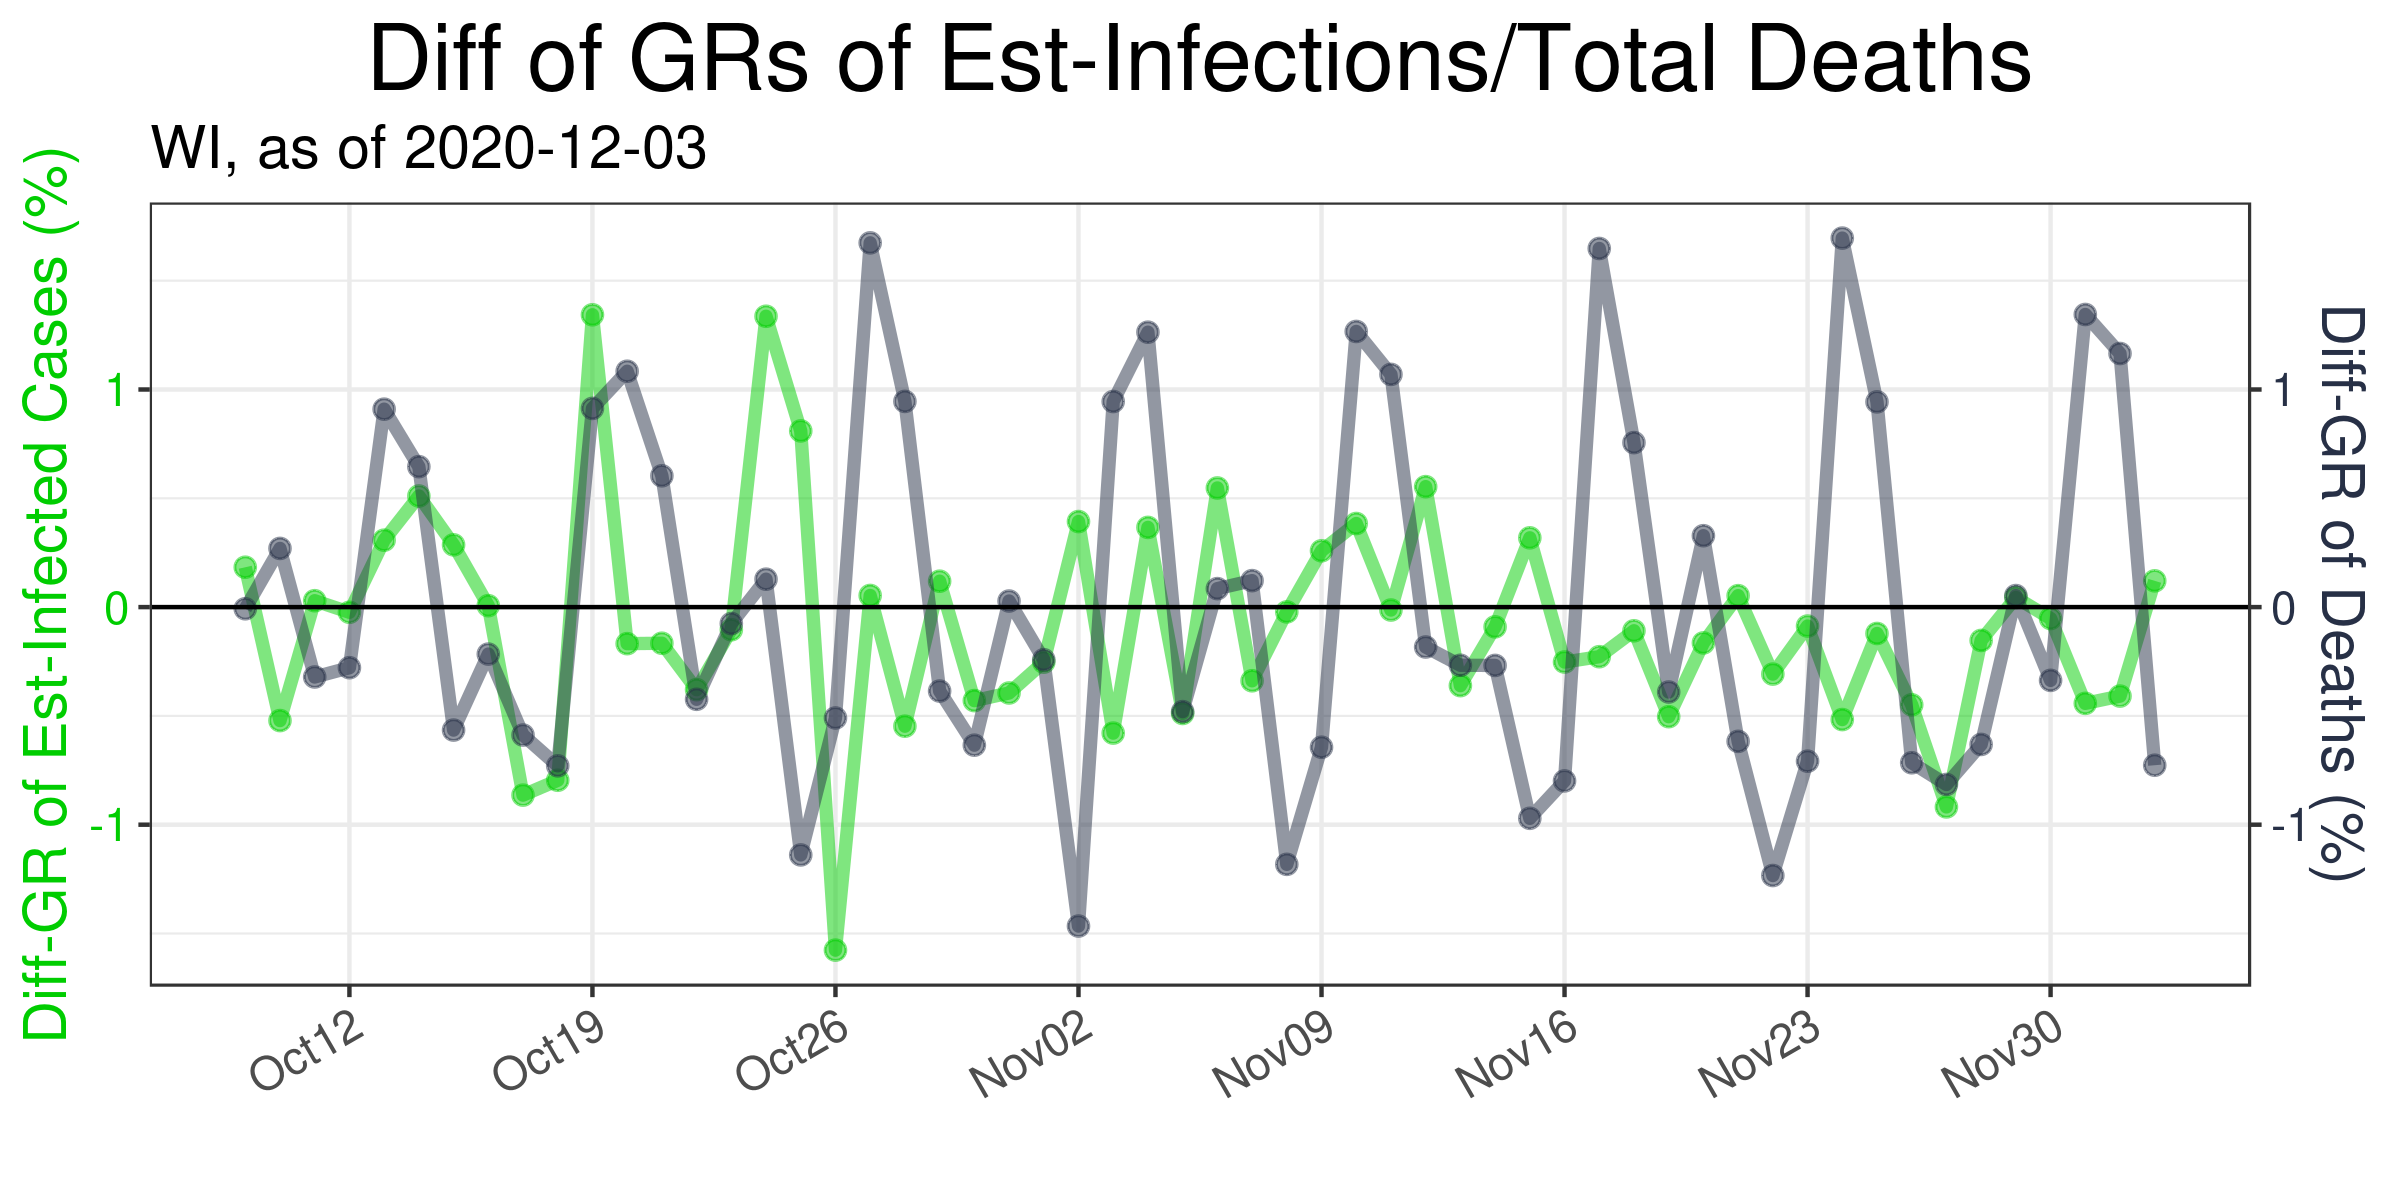 Diff of GRs of Est-Infections/Total Deaths
WI, as of 2020-12-03
Diff-GR of Est-Infected Cases (%)
1
0
-1
1
0
-1
Diff-GR of Deaths (%)
Oct12
Oct19
Oct26
Nov02
Nov09
Nov16
Nov23
Nov30